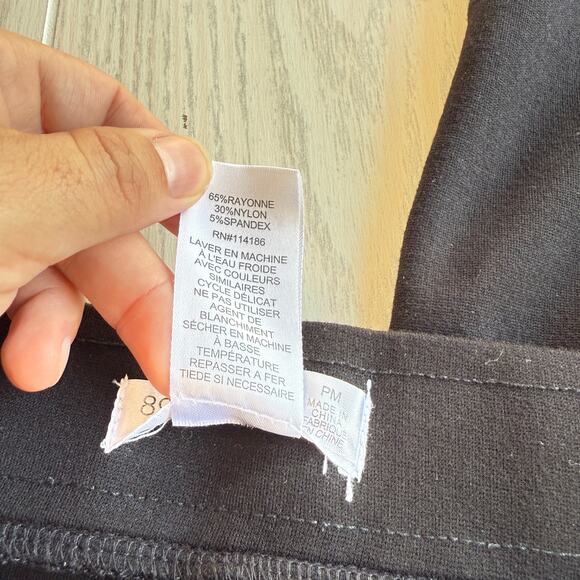 65%RAYONNE
30%NYLON
5%SPANDEX
RN#114186
LAVER EN MACHINE
À L'EAU FROIDE
AVEC COULEURS
SIMILAIRES
CYCLE DÉLICAT
NE PAS UTILISER
AGENT DE
BLANCHIMENT
SÉCHER EN MACHINE
À BASSE
TEMPÉRATURE
REPASSER A FER
TIEDE SI NECESSAIRE
PM
MADE IN
CHINA
FABRIQUÉ
EN CHINE